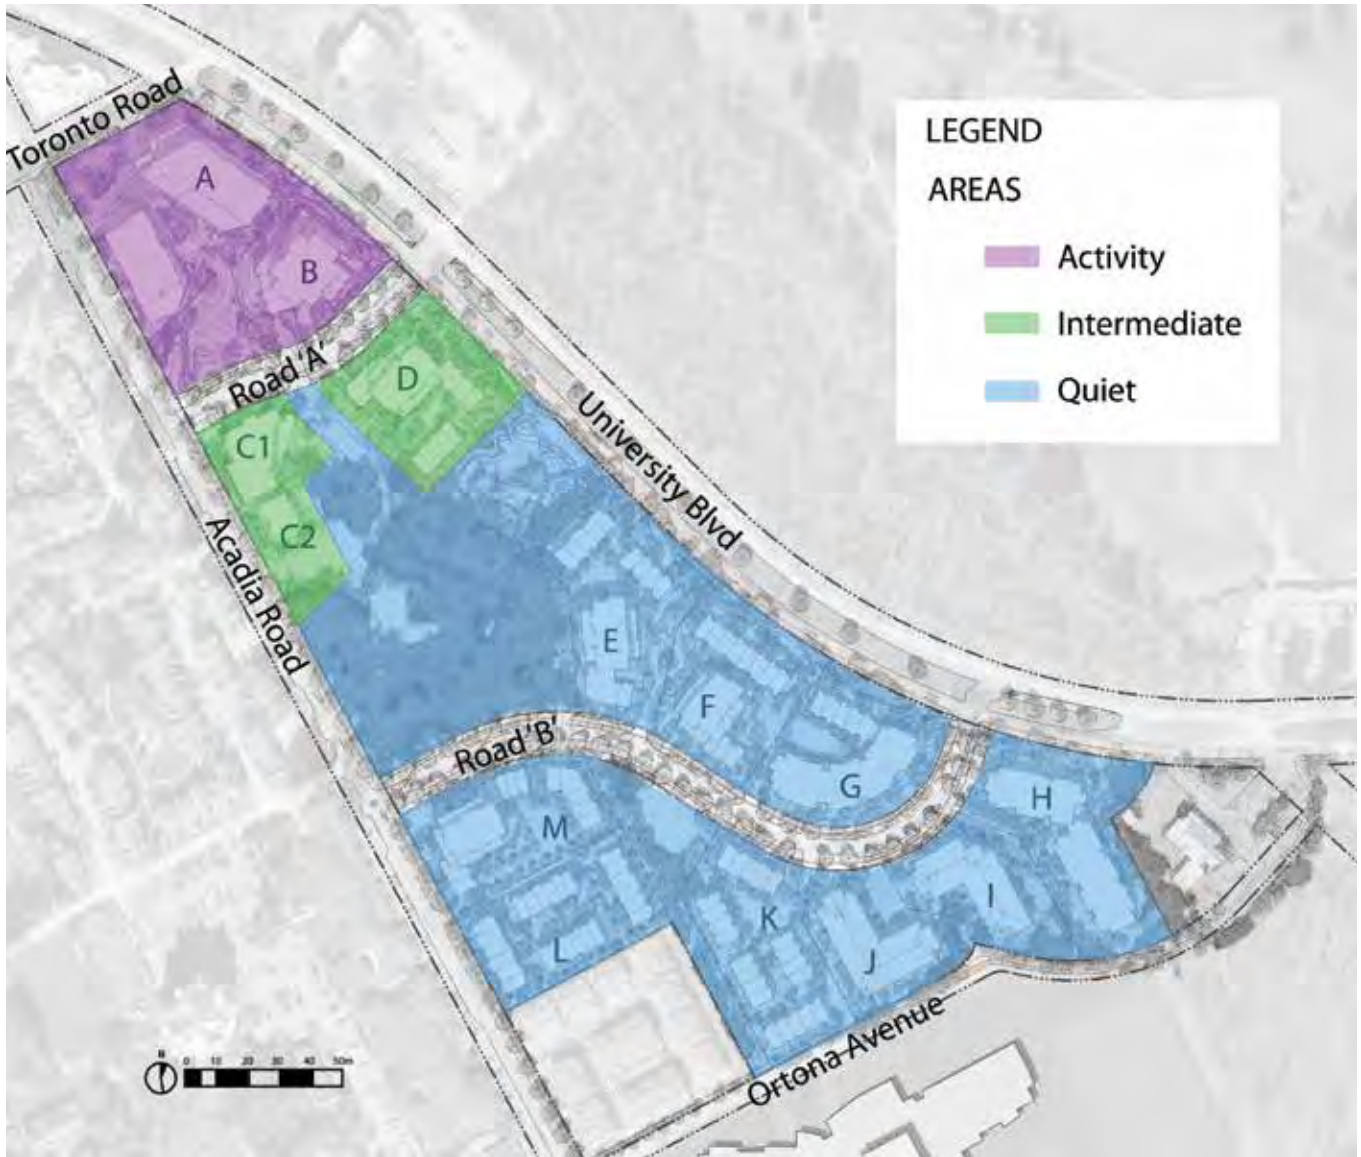 Toronto Road
LEGEND
AREAS
A
Activity
B
Intermediate
Road 'A'
D
Quiet
C1
University Blvd
C2
Acadia Road
E
F
Road 'B'
G
H
M
I
K
L
J
Ortona Avenue
0 10 20 30 40 50m